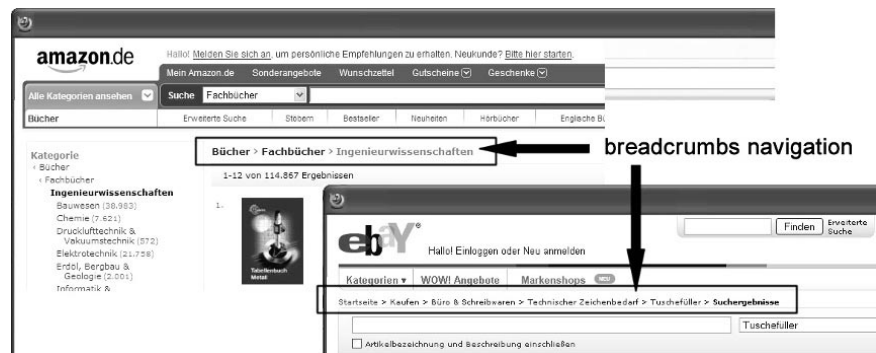 amazon.de
Hallo! Melden Sie sich an, um persönliche Empfehlungen zu erhalten. Neukunde? Bitte hier starten.
Mein Amazon.de Sonderangebote Wunschzettel Gutscheine Geschenke
Alle Kategorien ansehen
Suche Fachbücher
Bücher
Erweiterte Suche Stöbern Bestseller Neuheiten Hörbücher Englische Bü
Bücher > Fachbücher > Ingenieurwissenschaften
breadcrumbs navigation
Kategorie
‹ Bücher
‹ Fachbücher
Ingenieurwissenschaften
Bauwesen (38.983)
Chemie (7.621)
Drucklufttechnik &
Vakuumstechnik (572)
Elektrotechnik (21.758)
Erdöl, Bergbau &
Geologie (2.001)
Informatik &
1-12 von 114.867 Ergebnissen
1.
Tabellenbuch
Metall
ebY®
Hallo! Einloggen oder Neu anmelden
Finden
Erweiterte
Suche
Kategorien ▾ WOW! Angebote Markenshops NEU
Startseite > Kaufen > Büro & Schreibwaren > Technischer Zeichenbedarf > Tuschefüller > Suchergebnisse
Tuschefüller
Artikelbezeichnung und Beschreibung einschließen